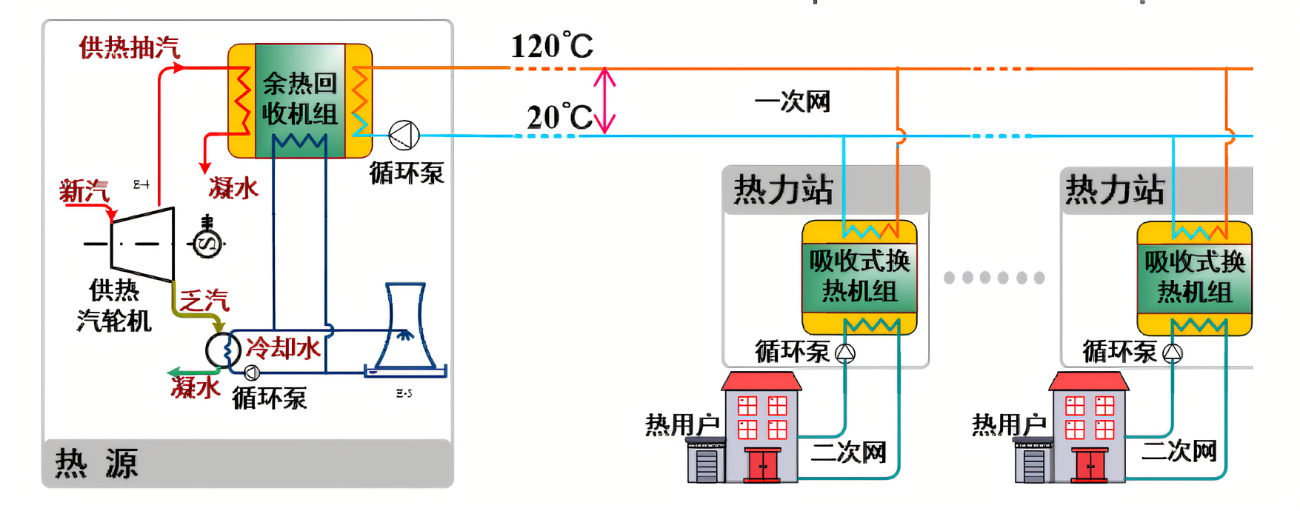 供热抽汽
余热回
收机组
120℃
20℃
一次网
循环泵
新汽
E-4
凝水
热力站
热力站
供热
汽轮机
乏汽
冷却水
凝水
循环泵
E-5
吸收式换
热机组
吸收式换
热机组
循环泵
循环泵
热用户
二次网
热用户
二次网
热 源